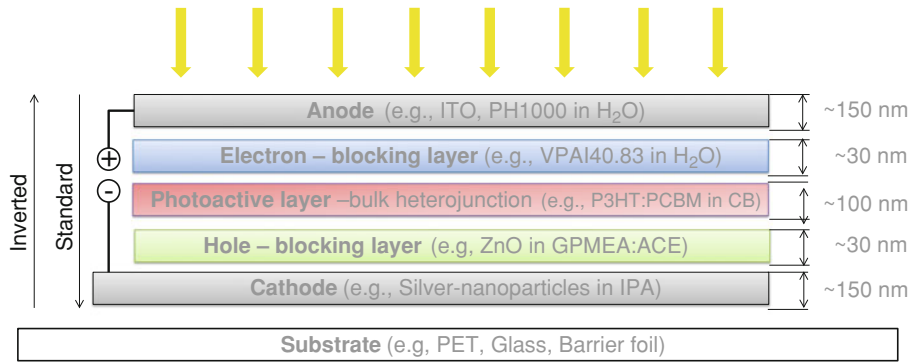 Anode (e.g., ITO, PH1000 in H₂O)
~150 nm
Electron – blocking layer (e.g., VPAI40.83 in H₂O)
~30 nm
+
-
Photoactive layer –bulk heterojunction (e.g., P3HT:PCBM in CB)
~100 nm
Hole – blocking layer (e.g, ZnO in GPMEA:ACE)
~30 nm
Cathode (e.g., Silver-nanoparticles in IPA)
~150 nm
Inverted
Standard
Substrate (e.g, PET, Glass, Barrier foil)